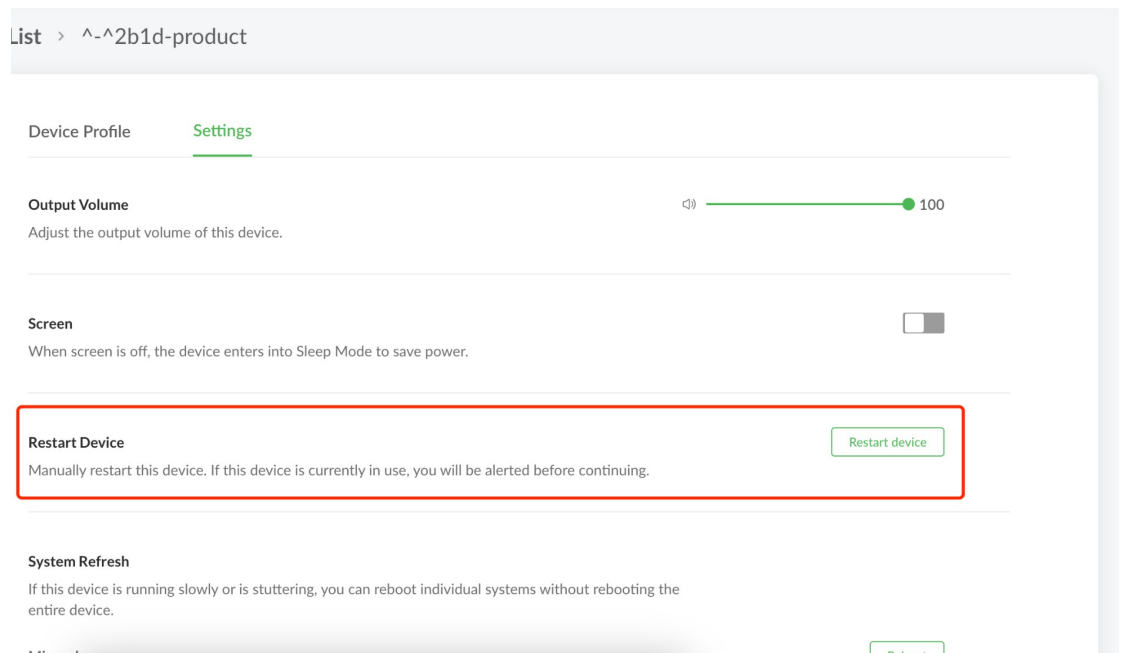 List > ^-^2b1d-product
Device Profile Settings
Output Volume 100
Adjust the output volume of this device.
Screen
When screen is off, the device enters into Sleep Mode to save power.
Restart Device Restart device
Manually restart this device. If this device is currently in use, you will be alerted before continuing.
System Refresh
If this device is running slowly or is stuttering, you can reboot individual systems without rebooting the
entire device.